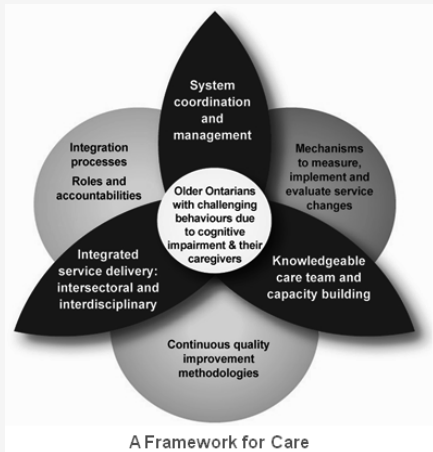 System
coordination
and
management
Integration
processes
Roles and
accountabilities
Mechanisms
to measure,
implement and
evaluate service
changes
Older Ontarians
with challenging
behaviours due
to cognitive
impairment & their
caregivers
Integrated
service delivery:
intersectoral and
interdisciplinary
Knowledgeable
care team and
capacity building
Continuous quality
improvement
methodologies
A Framework for Care